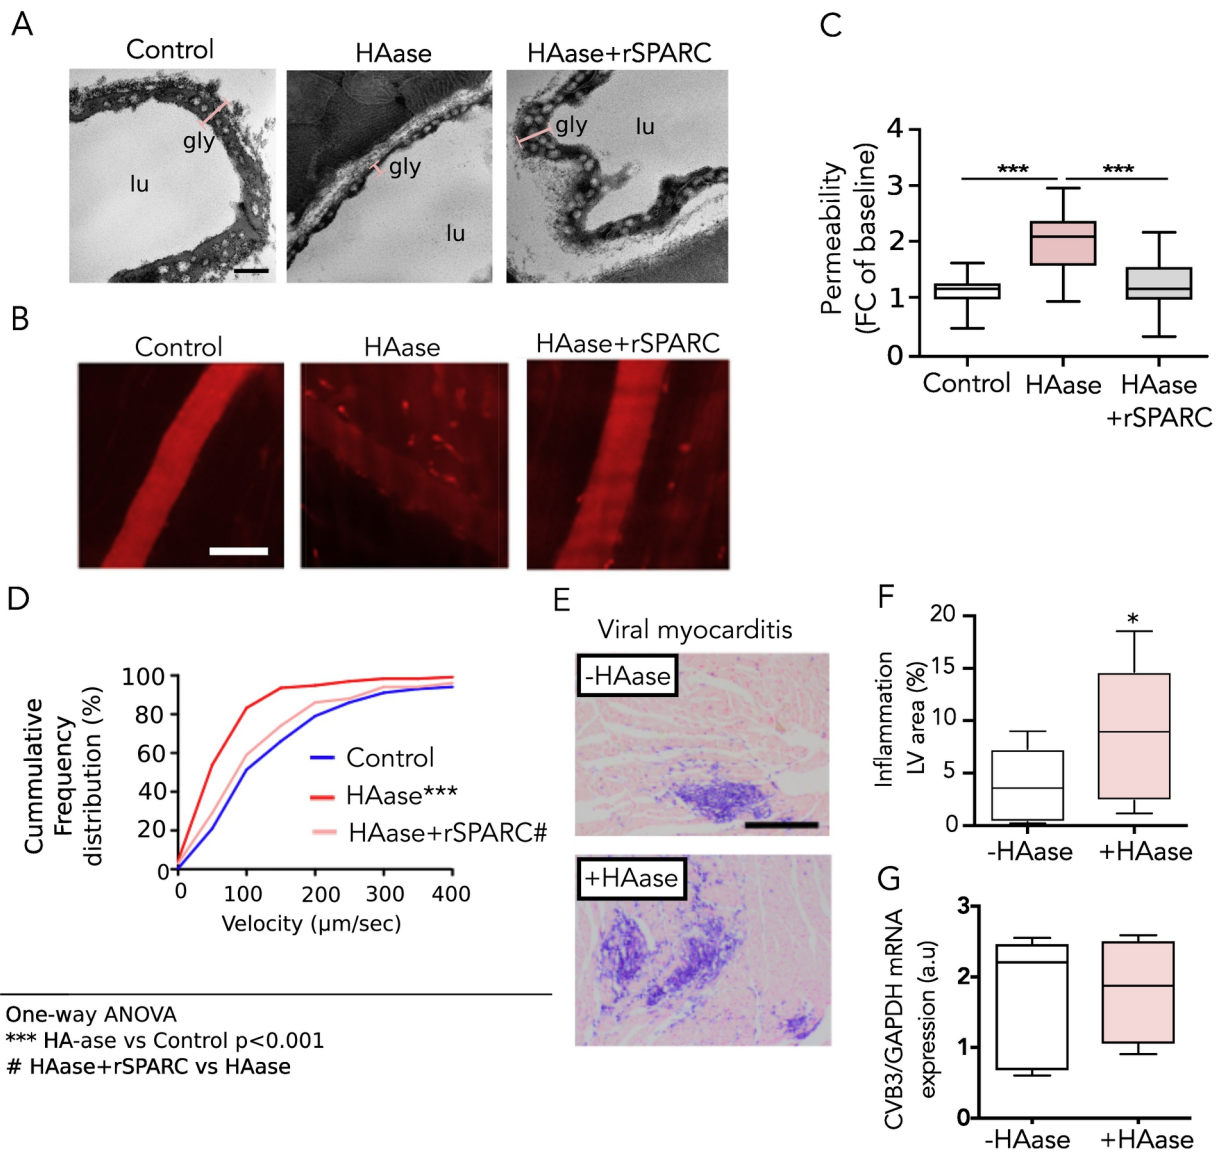 A
Control
HAase
HAase+rSPARC
gly
lu
gly
lu
gly
lu
B
Control
HAase
HAase+rSPARC
C
Permeability
(FC of baseline)
4
3
2
1
0
***
***
Control
HAase
HAase
+rSPARC
D
Cummulative
Frequency
distribution (%)
100
80
60
40
20
0
0
100
200
300
400
Velocity (µm/sec)
Control
HAase***
HAase+rSPARC#
One-way ANOVA
*** HA-ase vs Control p<0.001
# HAase+rSPARC vs HAase
E
Viral myocarditis
-HAase
+HAase
F
Inflammation
LV area (%)
20
15
10
5
0
*
-HAase
+HAase
G
CVB3/GAPDH mRNA
expression (a.u)
3
2
1
0
-HAase
+HAase